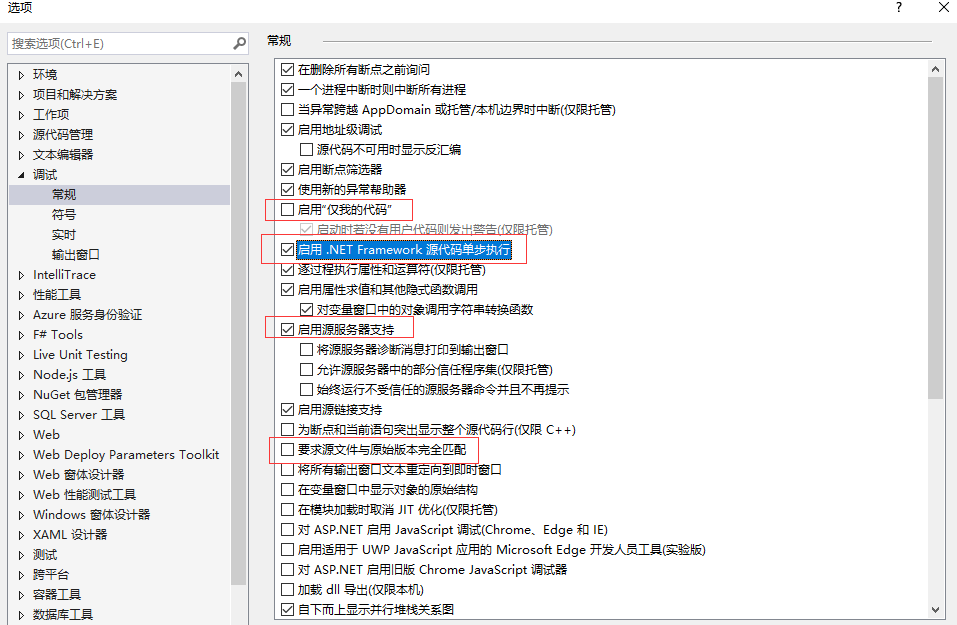 选项
?
搜索选项(Ctrl+E)
环境
项目和解决方案
工作项
源代码管理
文本编辑器
调试
常规
符号
实时
输出窗口
IntelliTrace
性能工具
Azure 服务身份验证
F# Tools
Live Unit Testing
Node.js 工具
NuGet 包管理器
SQL Server 工具
Web
Web Deploy Parameters Toolkit
Web 窗体设计器
Web 性能测试工具
Windows 窗体设计器
XAML 设计器
测试
跨平台
容器工具
数据库工具
常规
在删除所有断点之前询问
一个进程中断时则中断所有进程
当异常跨越 AppDomain 或托管/本机边界时中断(仅限托管)
启用地址级调试
源代码不可用时显示反汇编
启用断点筛选器
使用新的异常帮助器
启用“仅我的代码”
启动时若没有用户代码则发出警告(仅限托管)
启用 .NET Framework 源代码单步执行
逐过程执行属性和运算符(仅限托管)
启用属性求值和其他隐式函数调用
对变量窗口中的对象调用字符串转换函数
启用源服务器支持
将源服务器诊断消息打印到输出窗口
允许源服务器中的部分信任程序集(仅限托管)
始终运行不受信任的源服务器命令并且不再提示
启用源链接支持
为断点和当前语句突出显示整个源代码行(仅限 C++)
要求源文件与原始版本完全匹配
将所有输出窗口文本重定向到即时窗口
在变量窗口中显示对象的原始结构
在模块加载时取消 JIT 优化(仅限托管)
对 ASP.NET 启用 JavaScript 调试(Chrome、Edge 和 IE)
启用适用于 UWP JavaScript 应用的 Microsoft Edge 开发人员工具(实验版)
对 ASP.NET 启用旧版 Chrome JavaScript 调试器
加载 dll 导出(仅限本机)
自下而上显示并行堆栈关系图